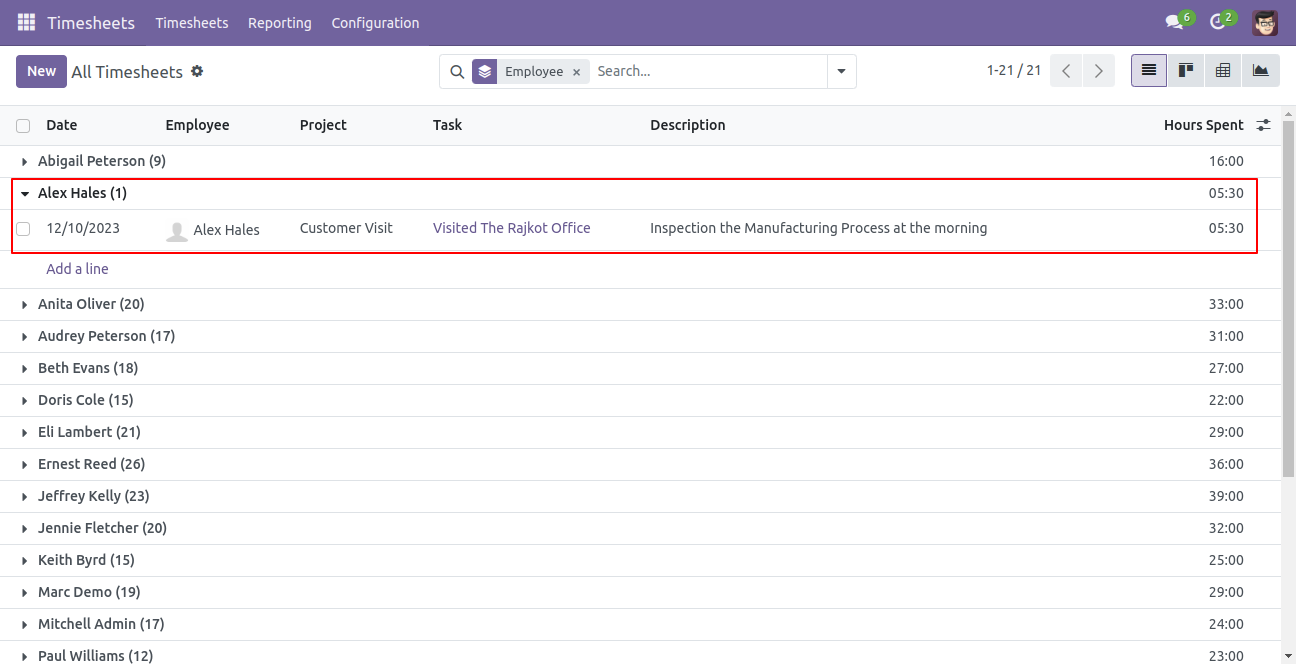 Timesheets Timesheets Reporting Configuration 6 2
New All Timesheets Employee × Search... 1-21 / 21
Date Employee Project Task Description Hours Spent
Abigail Peterson (9) 16:00
Alex Hales (1) 05:30
12/10/2023 Alex Hales Customer Visit Visited The Rajkot Office Inspection the Manufacturing Process at the morning 05:30
Add a line
Anita Oliver (20) 33:00
Audrey Peterson (17) 31:00
Beth Evans (18) 27:00
Doris Cole (15) 22:00
Eli Lambert (21) 29:00
Ernest Reed (26) 36:00
Jeffrey Kelly (23) 39:00
Jennie Fletcher (20) 32:00
Keith Byrd (15) 25:00
Marc Demo (19) 29:00
Mitchell Admin (17) 24:00
Paul Williams (12) 23:00